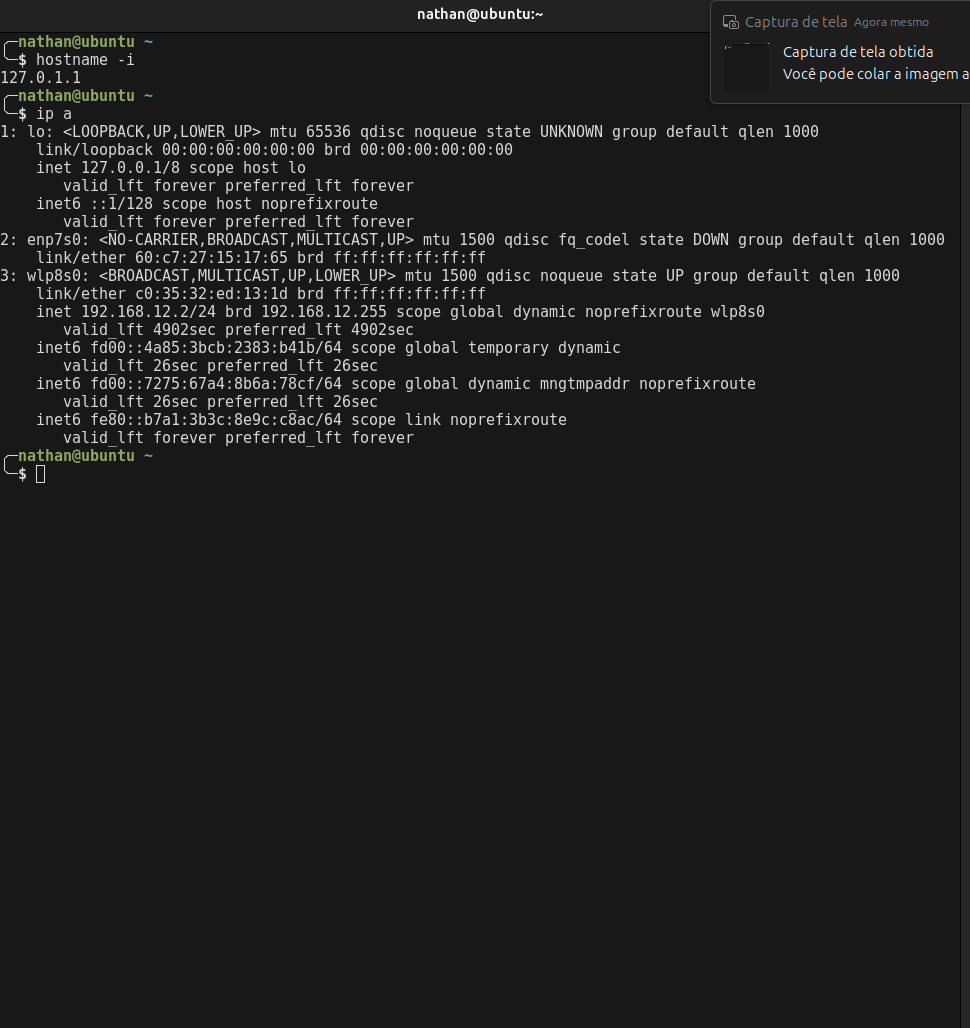 nathan@ubuntu:~
Captura de tela Agora mesmo
Captura de tela obtida
Você pode colar a imagem a
nathan@ubuntu ~
$ hostname -i
127.0.1.1
nathan@ubuntu ~
$ ip a
1: lo: <LOOPBACK,UP,LOWER_UP> mtu 65536 qdisc noqueue state UNKNOWN group default qlen 1000
    link/loopback 00:00:00:00:00:00 brd 00:00:00:00:00:00
    inet 127.0.0.1/8 scope host lo
       valid_lft forever preferred_lft forever
    inet6 ::1/128 scope host noprefixroute
       valid_lft forever preferred_lft forever
2: enp7s0: <NO-CARRIER,BROADCAST,MULTICAST,UP> mtu 1500 qdisc fq_codel state DOWN group default qlen 1000
    link/ether 60:c7:27:15:17:65 brd ff:ff:ff:ff:ff:ff
3: wlp8s0: <BROADCAST,MULTICAST,UP,LOWER_UP> mtu 1500 qdisc noqueue state UP group default qlen 1000
    link/ether c0:35:32:ed:13:1d brd ff:ff:ff:ff:ff:ff
    inet 192.168.12.2/24 brd 192.168.12.255 scope global dynamic noprefixroute wlp8s0
       valid_lft 4902sec preferred_lft 4902sec
    inet6 fd00::4a85:3bcb:2383:b41b/64 scope global temporary dynamic
       valid_lft 26sec preferred_lft 26sec
    inet6 fd00::7275:67a4:8b6a:78cf/64 scope global dynamic mngtmpaddr noprefixroute
       valid_lft 26sec preferred_lft 26sec
    inet6 fe80::b7a1:3b3c:8e9c:c8ac/64 scope link noprefixroute
       valid_lft forever preferred_lft forever
nathan@ubuntu ~
$